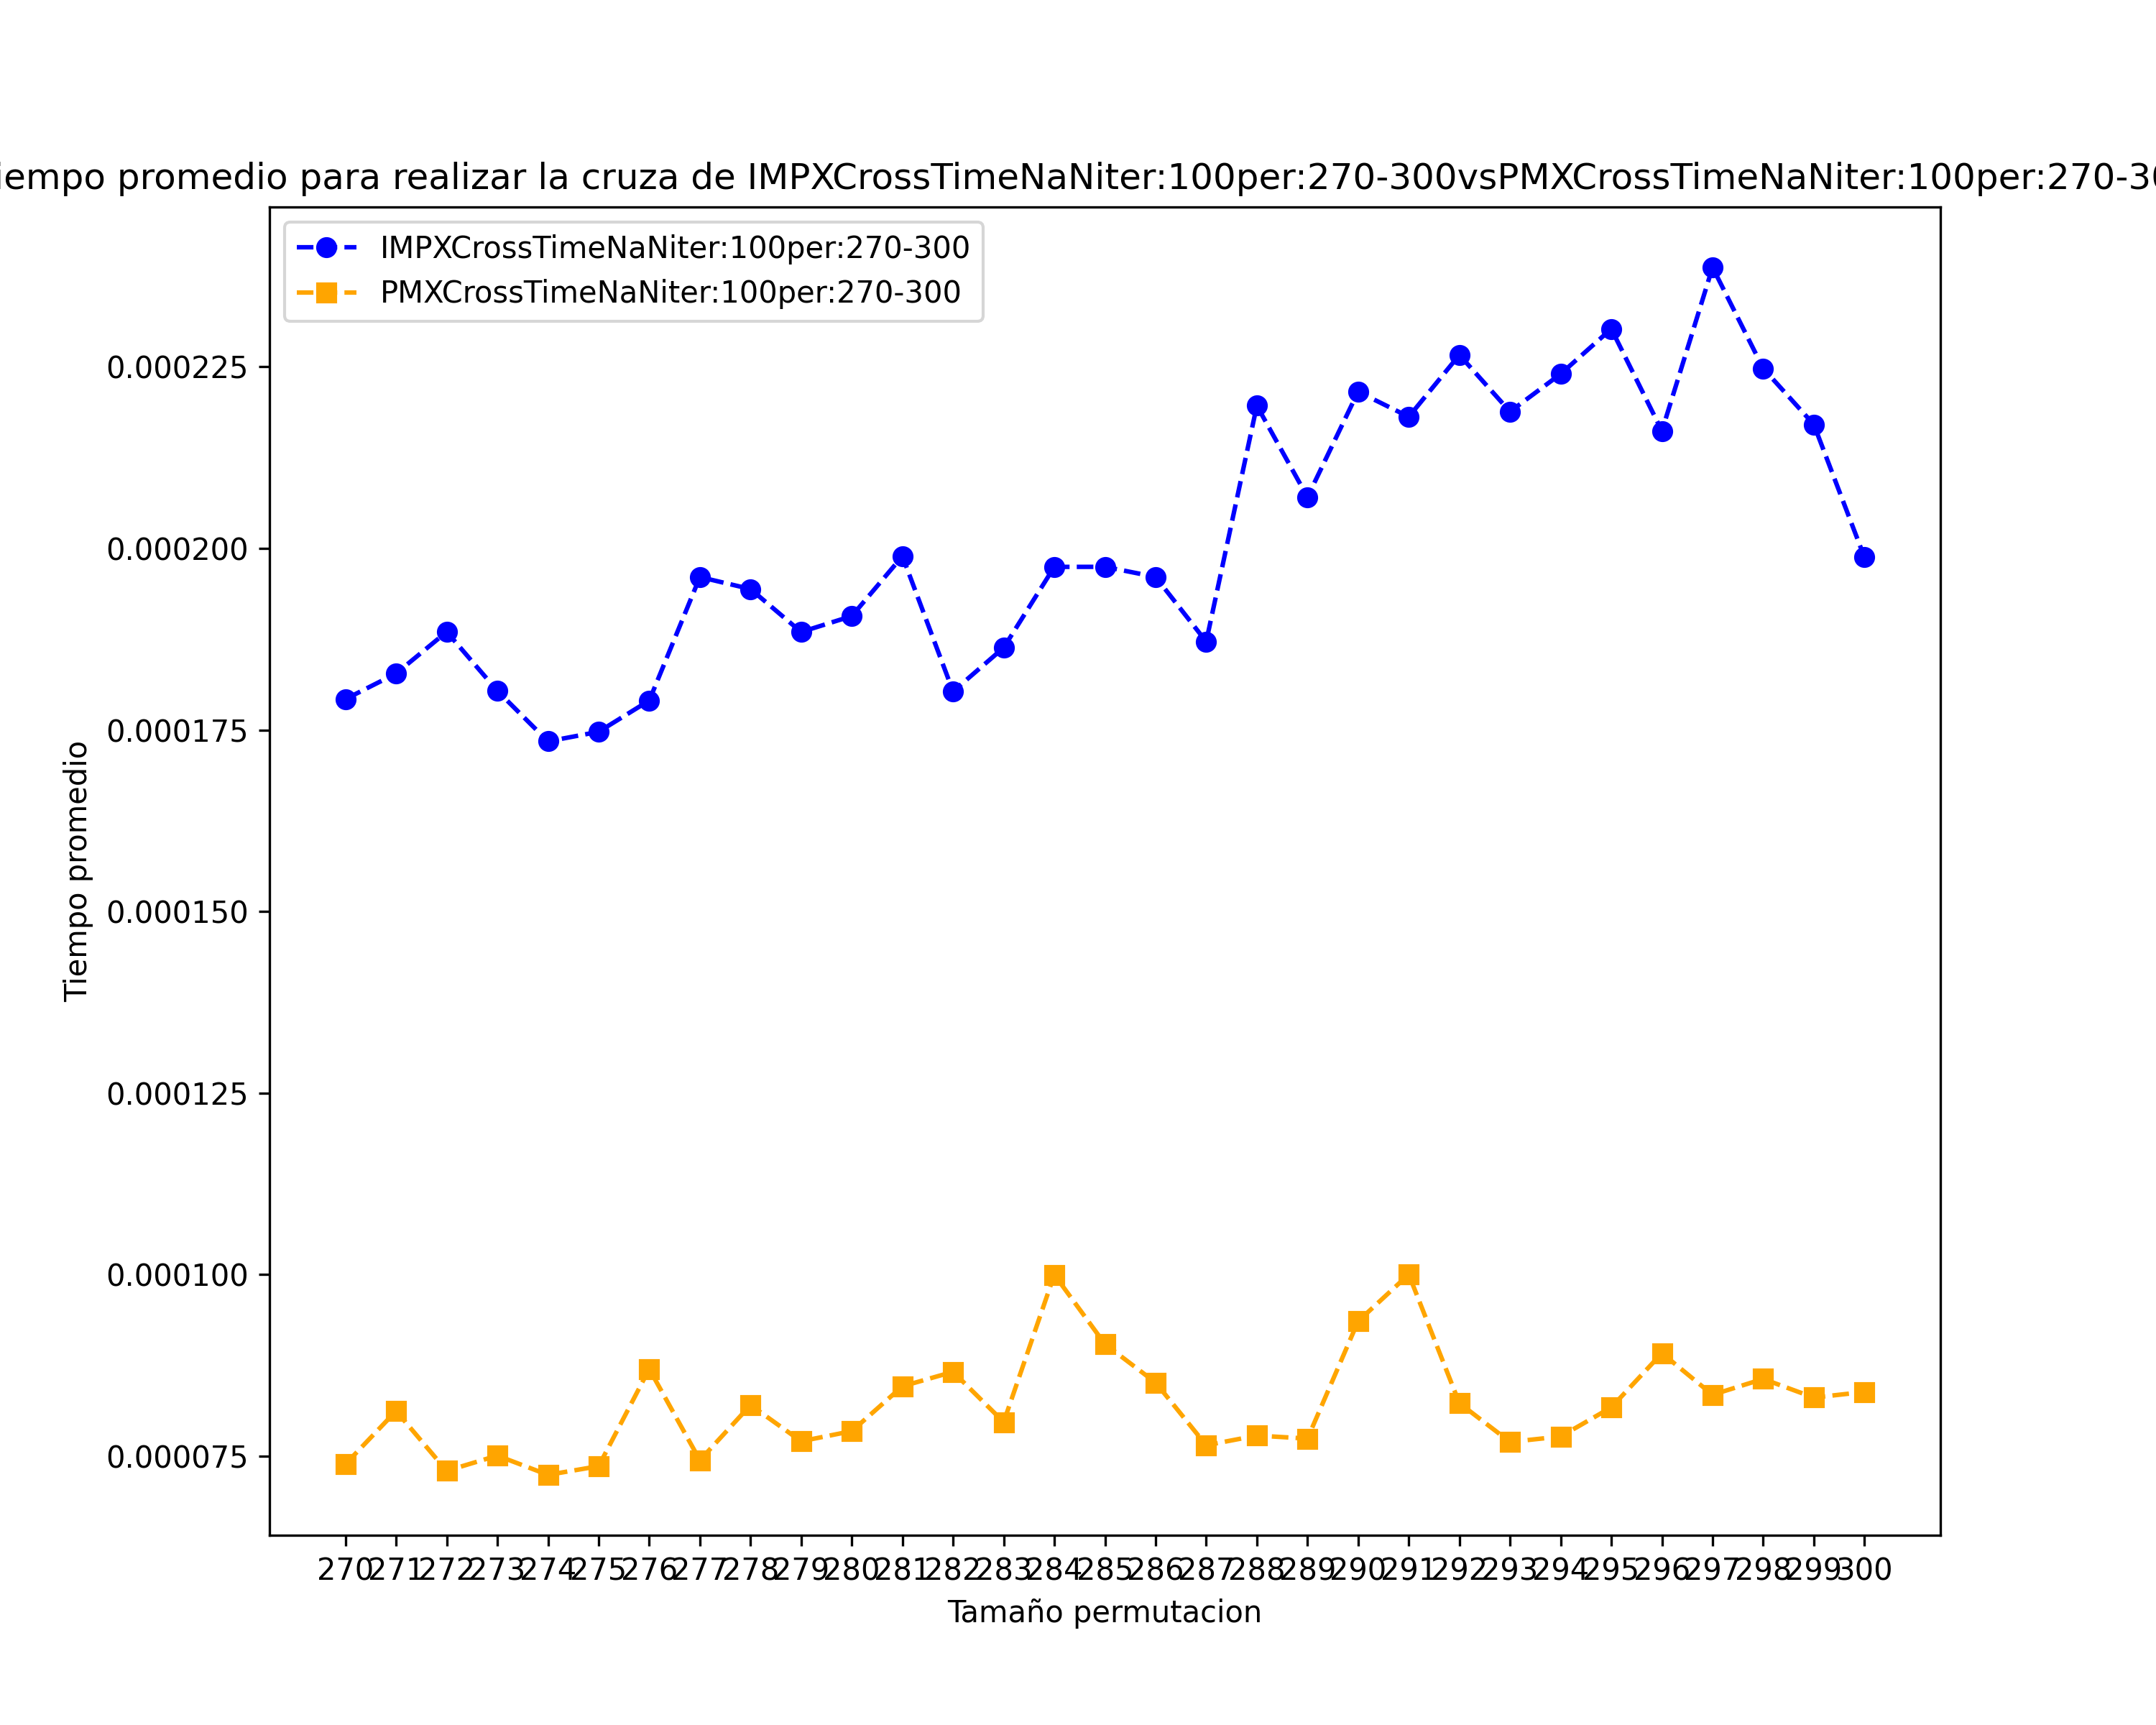 iempo promedio para realizar la cruza de IMPXCrossTimeNaNiter:100per:270-300vsPMXCrossTimeNaNiter:100per:270-30
IMPXCrossTimeNaNiter:100per:270-300
PMXCrossTimeNaNiter:100per:270-300
0.000225
0.000200
0.000175
0.000150
0.000125
0.000100
0.000075
Tiempo promedio
270 271 272 273 274 275 276 277 278 279 280 281 282 283 284 285 286 287 288 289 290 291 292 293 294 295 296 297 298 299 300
Tamaño permutacion